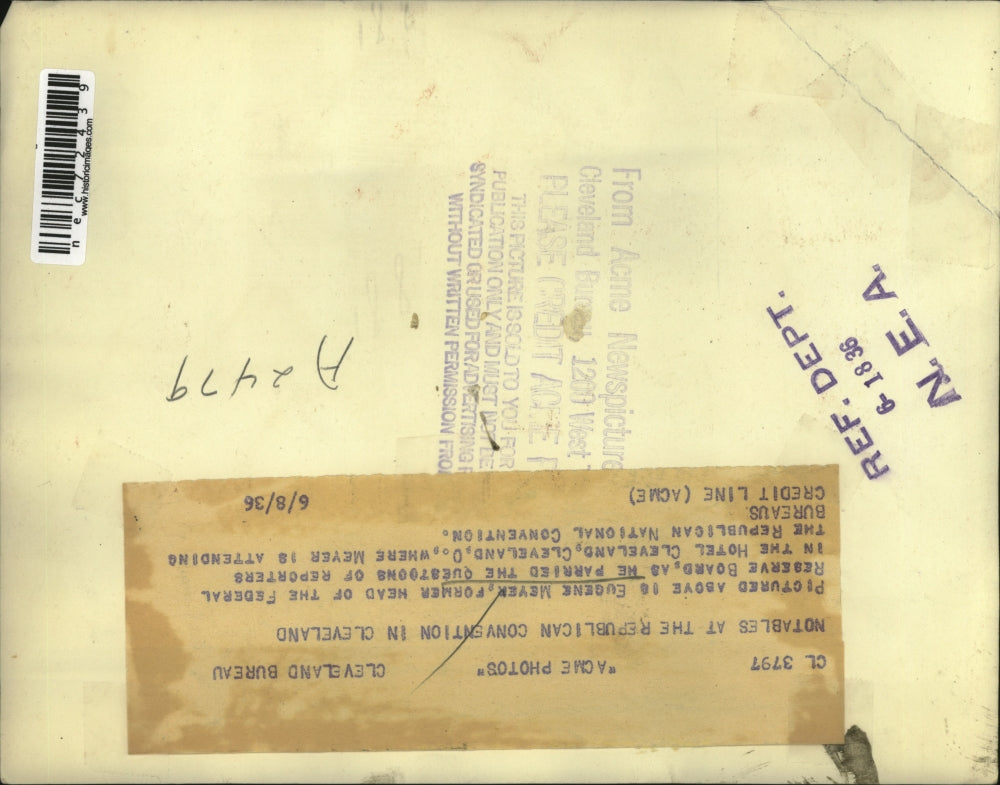 CL 3797 "ACME PHOTOS" CLEVELAND BUREAU
NOTABLES AT THE REPUBLICAN CONVENTION IN CLEVELAND
PICTURED ABOVE IS EUGENE MEYER, FORMER HEAD OF THE FEDERAL
RESERVE BOARD, AS HE PARRIED THE QUESTOONS OF REPORTERS
IN THE HOTEL CLEVELAND, CLEVELAND, O., WHERE MEYER IS ATTENDING
THE REPUBLICAN NATIONAL CONVENTION.
BUREAUS.
CREDIT LINE (ACME) 6/8/36
From Acme Newspicture
Cleveland Bureau 1200 West
PLEASE CREDIT ACME
THIS PICTURE IS SOLD TO YOU FOR
PUBLICATION ONLY AND MUST NOT BE
SYNDICATED OR USED FOR ADVERTISING
WITHOUT WRITTEN PERMISSION FRO
REF. DEPT.
6-18 36
N. E. A.
A2479
nec72439
www.historicimages.com